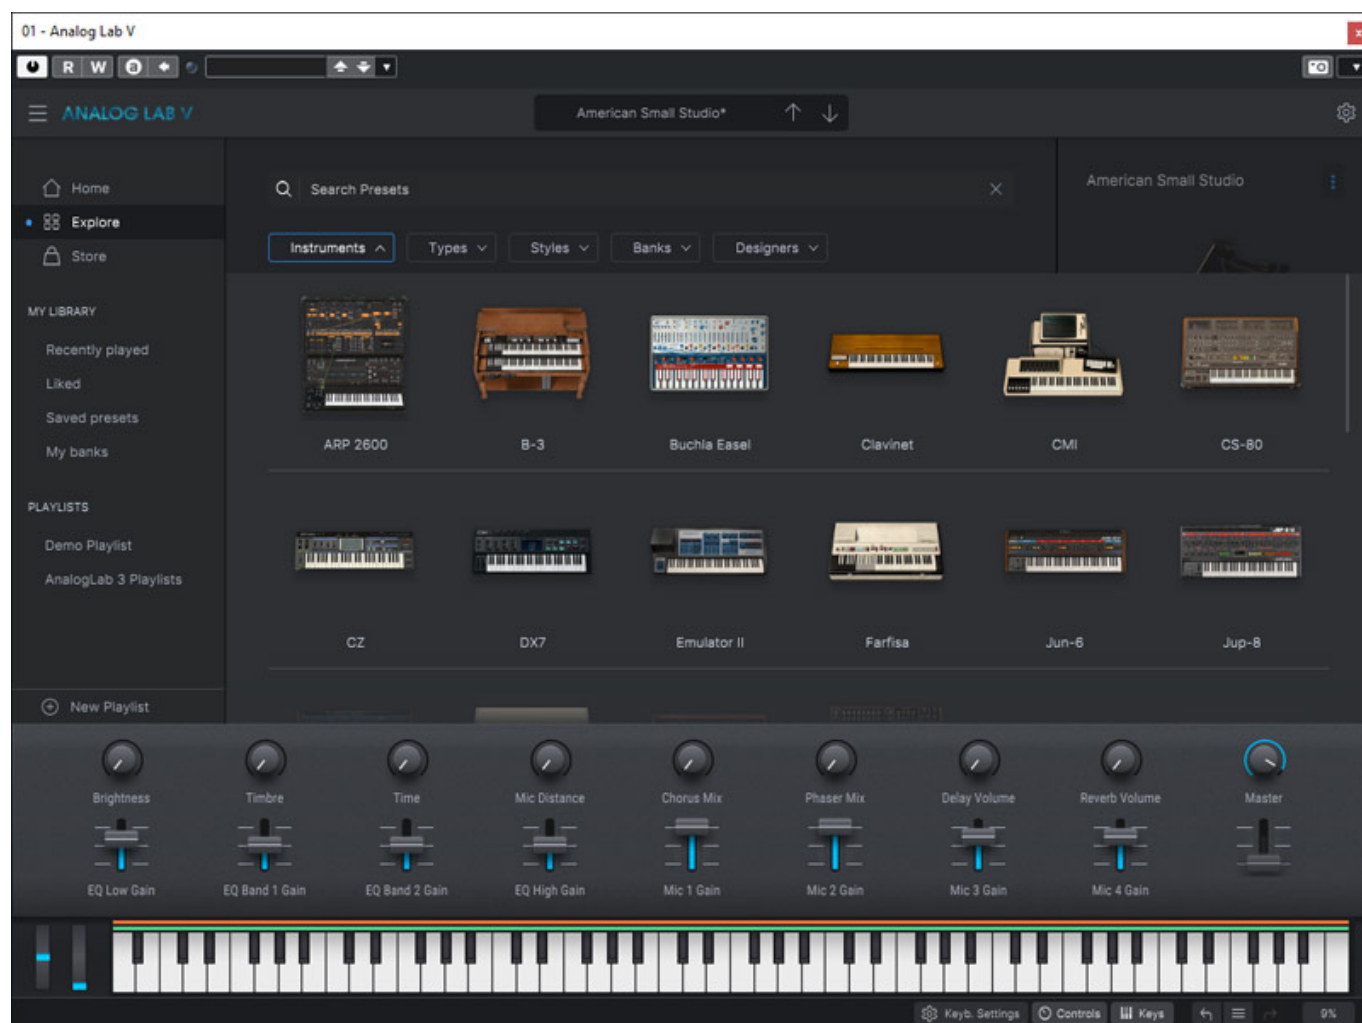 01 - Analog Lab V
x
R W a
ANALOG LAB V
American Small Studio*
Home
Explore
Store
MY LIBRARY
Recently played
Liked
Saved presets
My banks
PLAYLISTS
Demo Playlist
AnalogLab 3 Playlists
New Playlist
Search Presets
American Small Studio
Instruments Types Styles Banks Designers
ARP 2600 B-3 Buchla Easel Clavinet CMI CS-80
CZ DX7 Emulator II Farfisa Jun-6 Jup-8
Brightness Timbre Time Mic Distance Chorus Mix Phaser Mix Delay Volume Reverb Volume Master
EQ Low Gain EQ Band 1 Gain EQ Band 2 Gain EQ High Gain Mic 1 Gain Mic 2 Gain Mic 3 Gain Mic 4 Gain
Keyb. Settings Controls Keys 9%